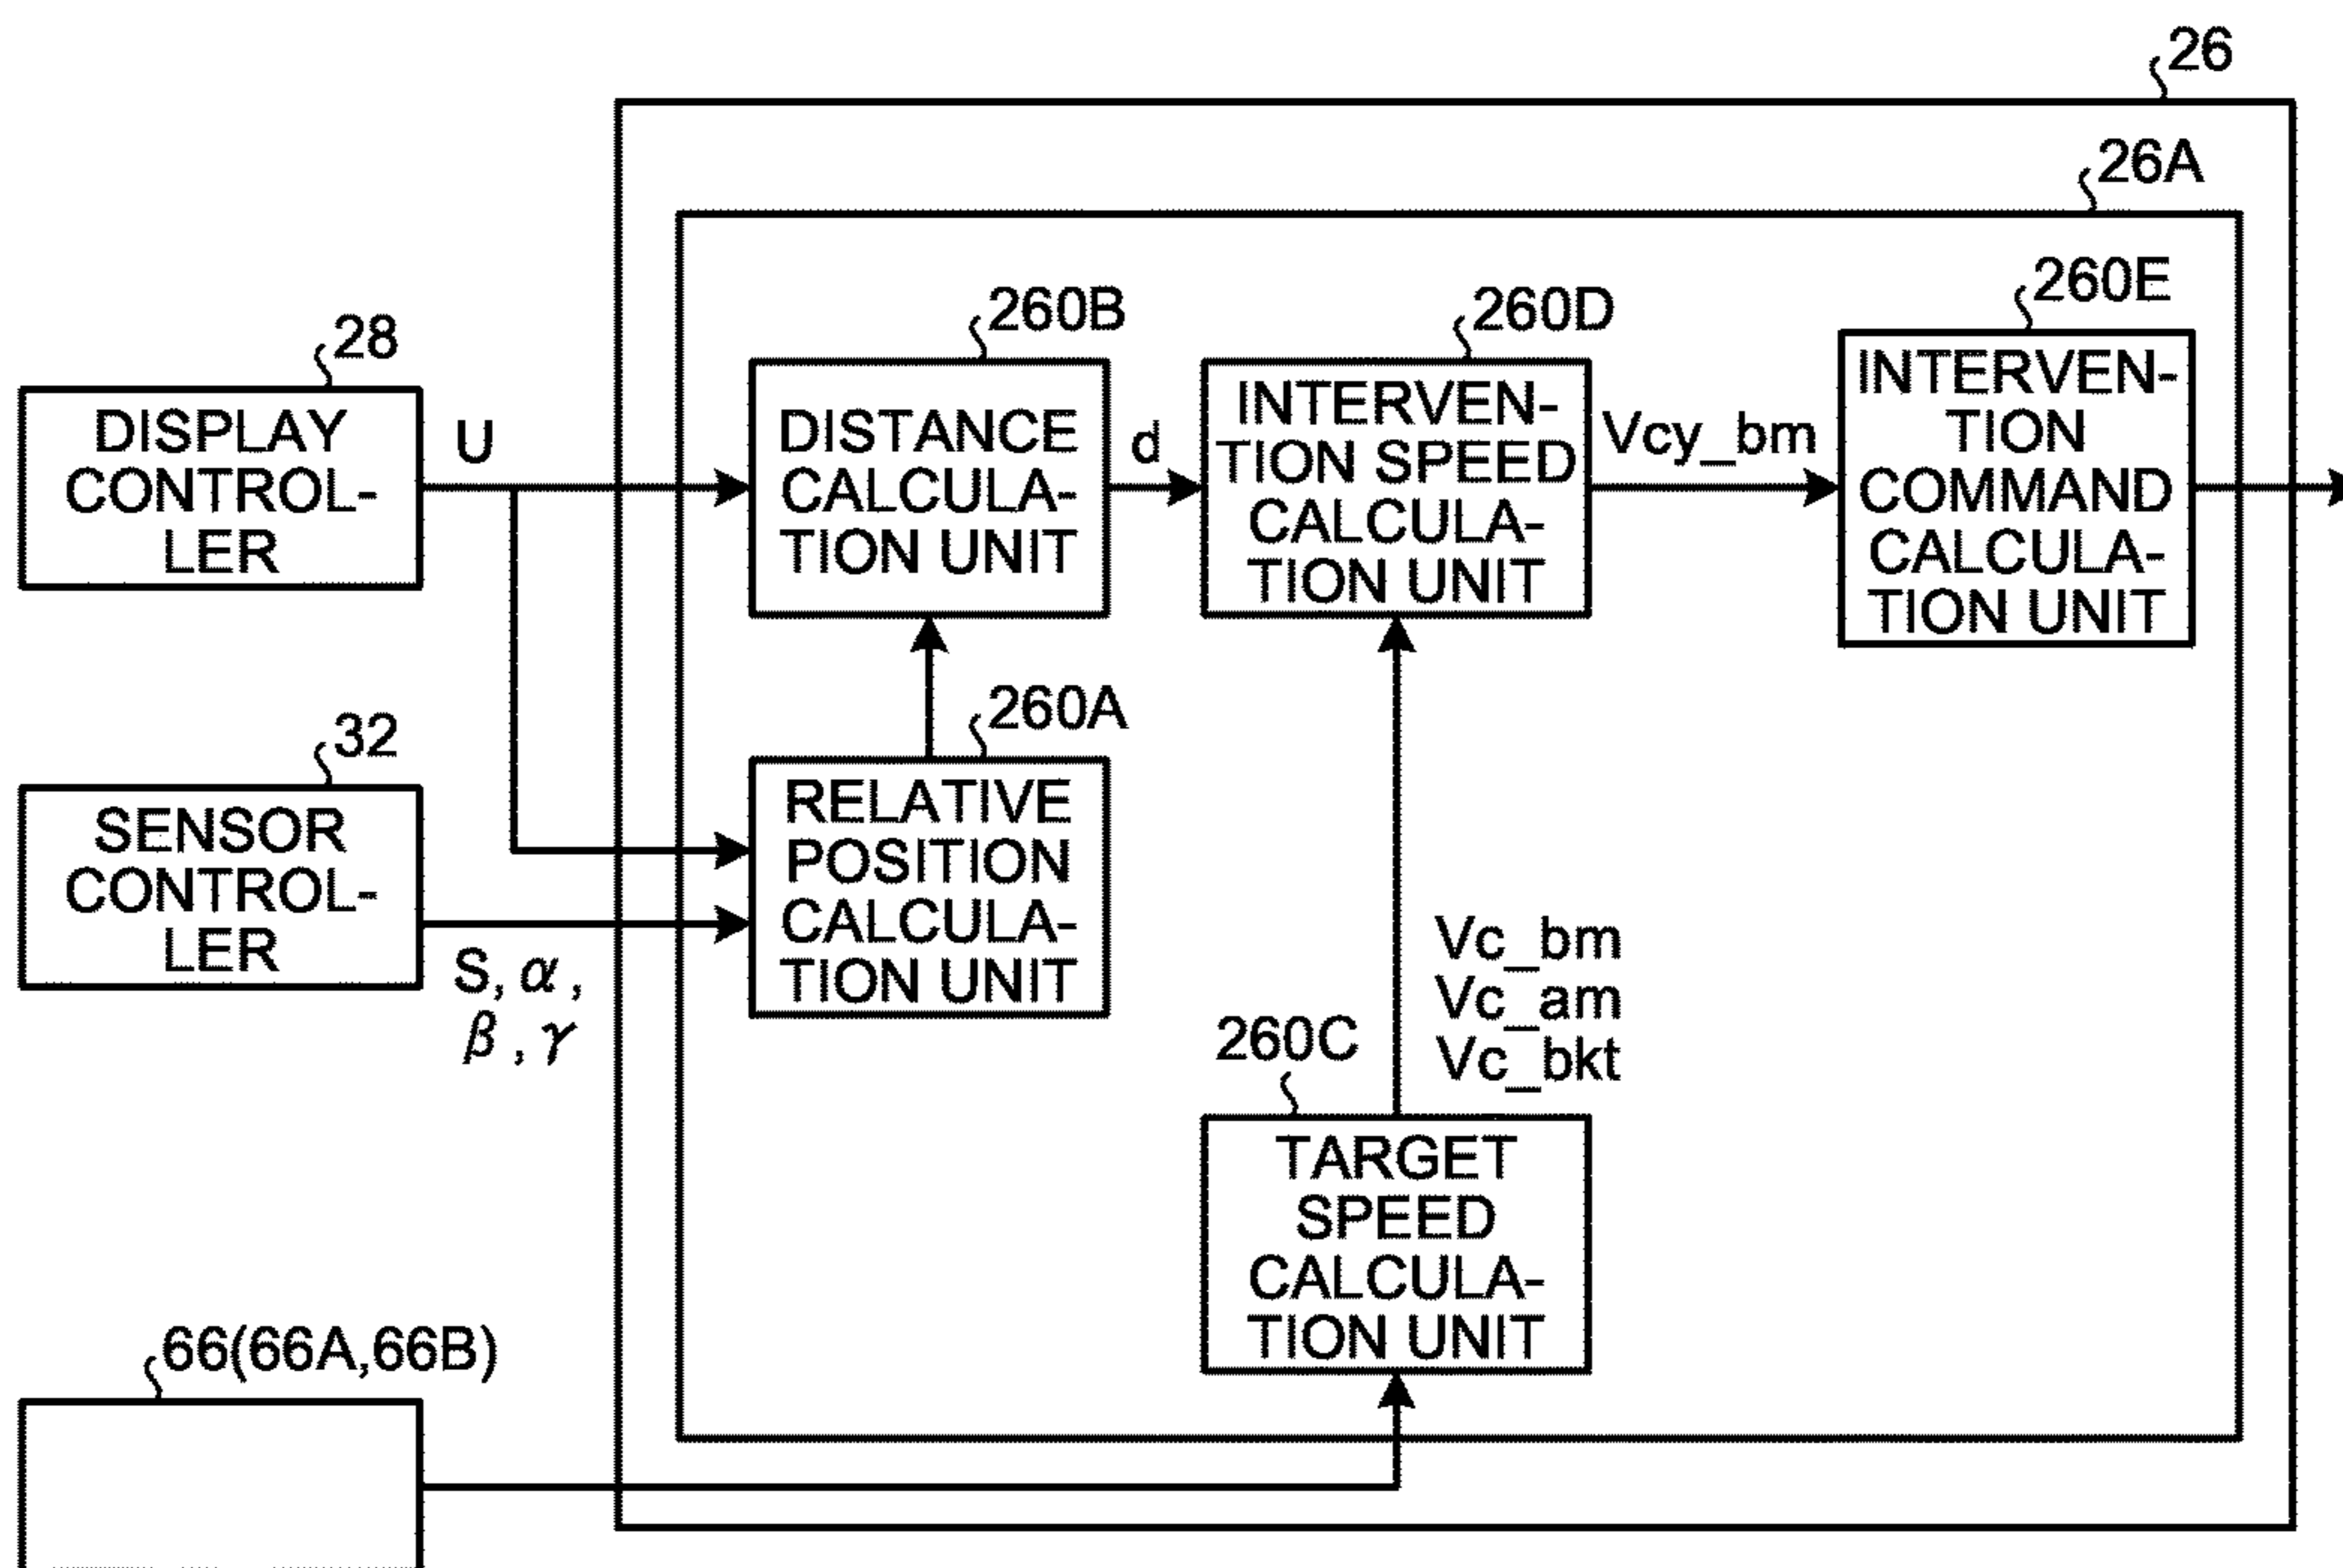 26
26A
28
DISPLAY
CONTROL-
LER
U
260B
DISTANCE
CALCULA-
TION UNIT
d
260D
INTERVEN-
TION SPEED
CALCULA-
TION UNIT
Vcy_bm
260E
INTERVEN-
TION
COMMAND
CALCULA-
TION UNIT
32
SENSOR
CONTROL-
LER
S, α,
β, γ
260A
RELATIVE
POSITION
CALCULA-
TION UNIT
Vc_bm
Vc_am
Vc_bkt
260C
TARGET
SPEED
CALCULA-
TION UNIT
66(66A,66B)